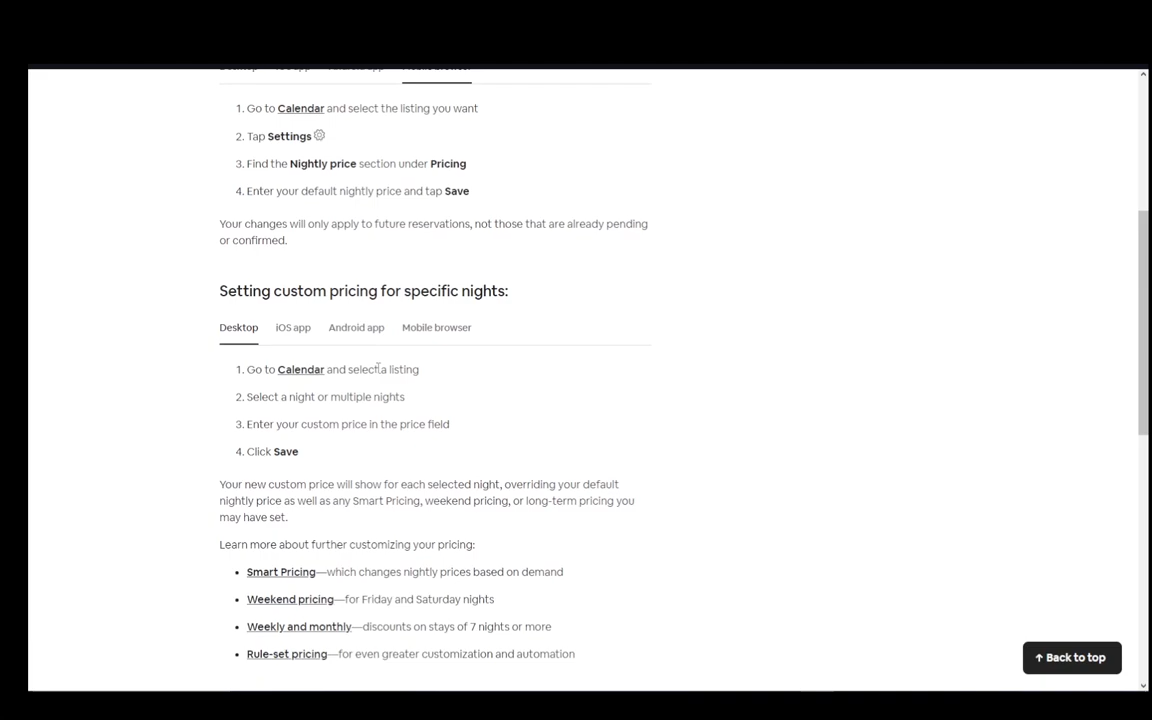 1. Go to Calendar and select the listing you want
2. Tap Settings
3. Find the Nightly price section under Pricing
4. Enter your default nightly price and tap Save
Your changes will only apply to future reservations, not those that are already pending
or confirmed.
Setting custom pricing for specific nights:
Desktop iOS app Android app Mobile browser
1. Go to Calendar and select a listing
2. Select a night or multiple nights
3. Enter your custom price in the price field
4. Click Save
Your new custom price will show for each selected night, overriding your default
nightly price as well as any Smart Pricing, weekend pricing, or long-term pricing you
may have set.
Learn more about further customizing your pricing:
• Smart Pricing—which changes nightly prices based on demand
• Weekend pricing—for Friday and Saturday nights
• Weekly and monthly—discounts on stays of 7 nights or more
• Rule-set pricing—for even greater customization and automation
↑ Back to top